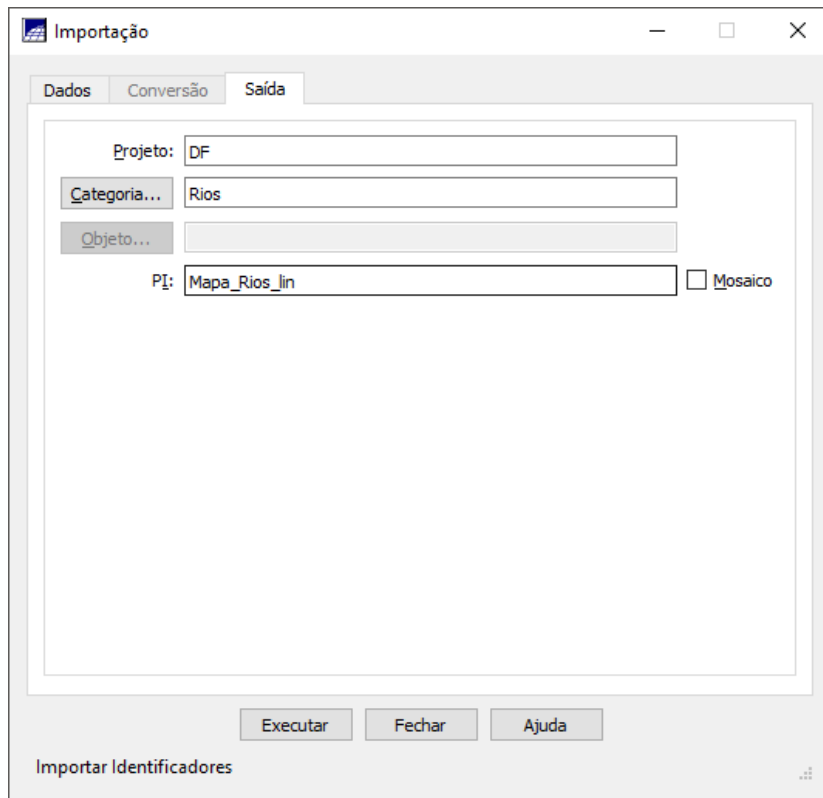 Importação
Dados Conversão Saída
Projeto: DF
Categoria... Rios
Objeto...
PI: Mapa_Rios_lin Mosaico
Executar Fechar Ajuda
Importar Identificadores